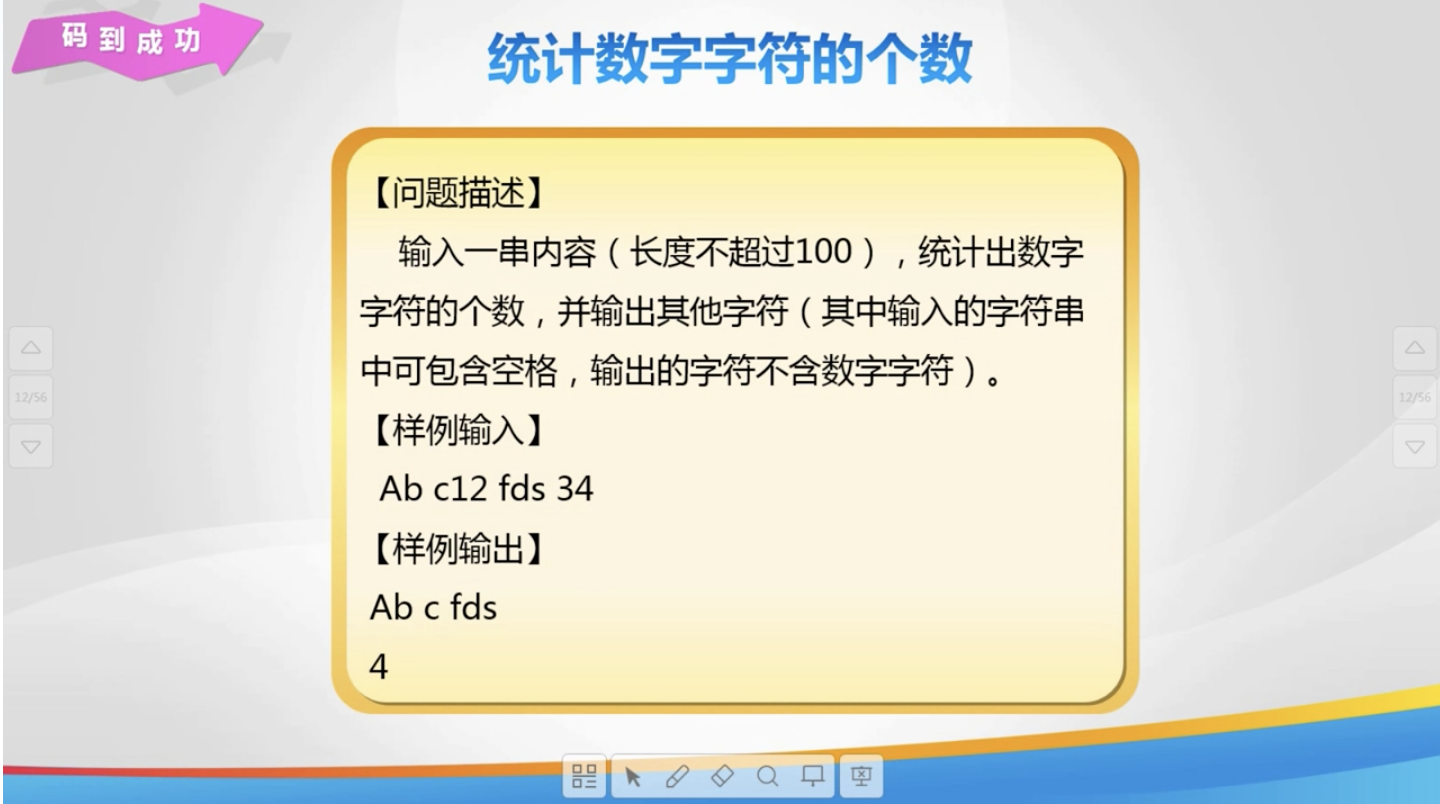 码到成功
统计数字字符的个数
【问题描述】
输入一串内容（长度不超过100），统计出数字
字符的个数，并输出其他字符（其中输入的字符串
中可包含空格，输出的字符不含数字字符）。
【样例输入】
Ab c12 fds 34
【样例输出】
Ab c fds
4
12/56
12/56